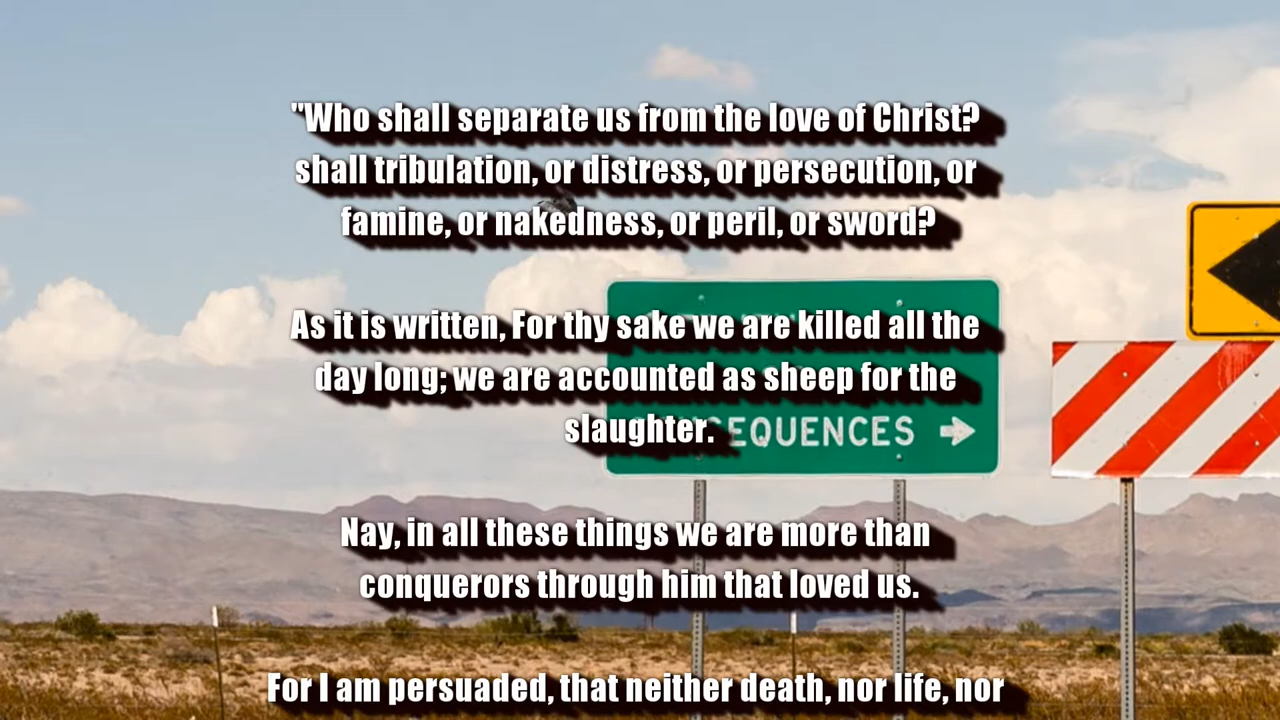 "Who shall separate us from the love of Christ?
shall tribulation, or distress, or persecution, or
famine, or nakedness, or peril, or sword?
As it is written, For thy sake we are killed all the
day long; we are accounted as sheep for the
slaughter.
EQUENCES
Nay, in all these things we are more than
conquerors through him that loved us.
For I am persuaded, that neither death, nor life, nor